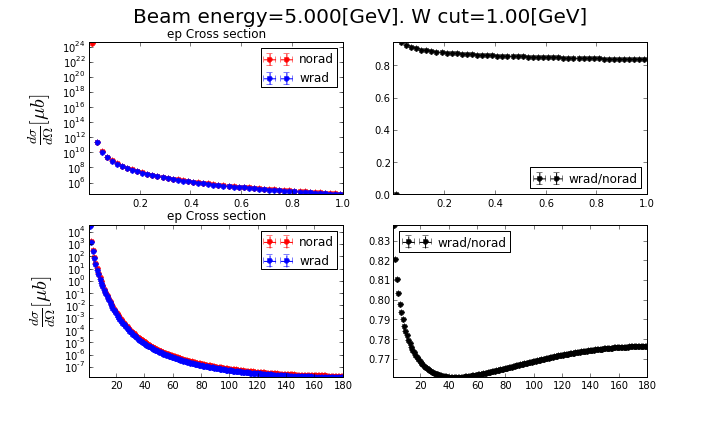 Beam energy=5.000[GeV]. W cut=1.00[GeV]
ep Cross section
dσ/dΩ [μb]
10^24
10^22
10^20
10^18
10^16
10^14
10^12
10^10
10^8
10^6
norad
wrad
0.2 0.4 0.6 0.8 1.0
0.8
0.6
0.4
0.2
0.0
wrad/norad
0.2 0.4 0.6 0.8 1.0
ep Cross section
dσ/dΩ [μb]
10^4
10^3
10^2
10^1
10^0
10^-1
10^-2
10^-3
10^-4
10^-5
10^-6
10^-7
norad
wrad
20 40 60 80 100 120 140 160 180
0.83
0.82
0.81
0.80
0.79
0.78
0.77
wrad/norad
20 40 60 80 100 120 140 160 180